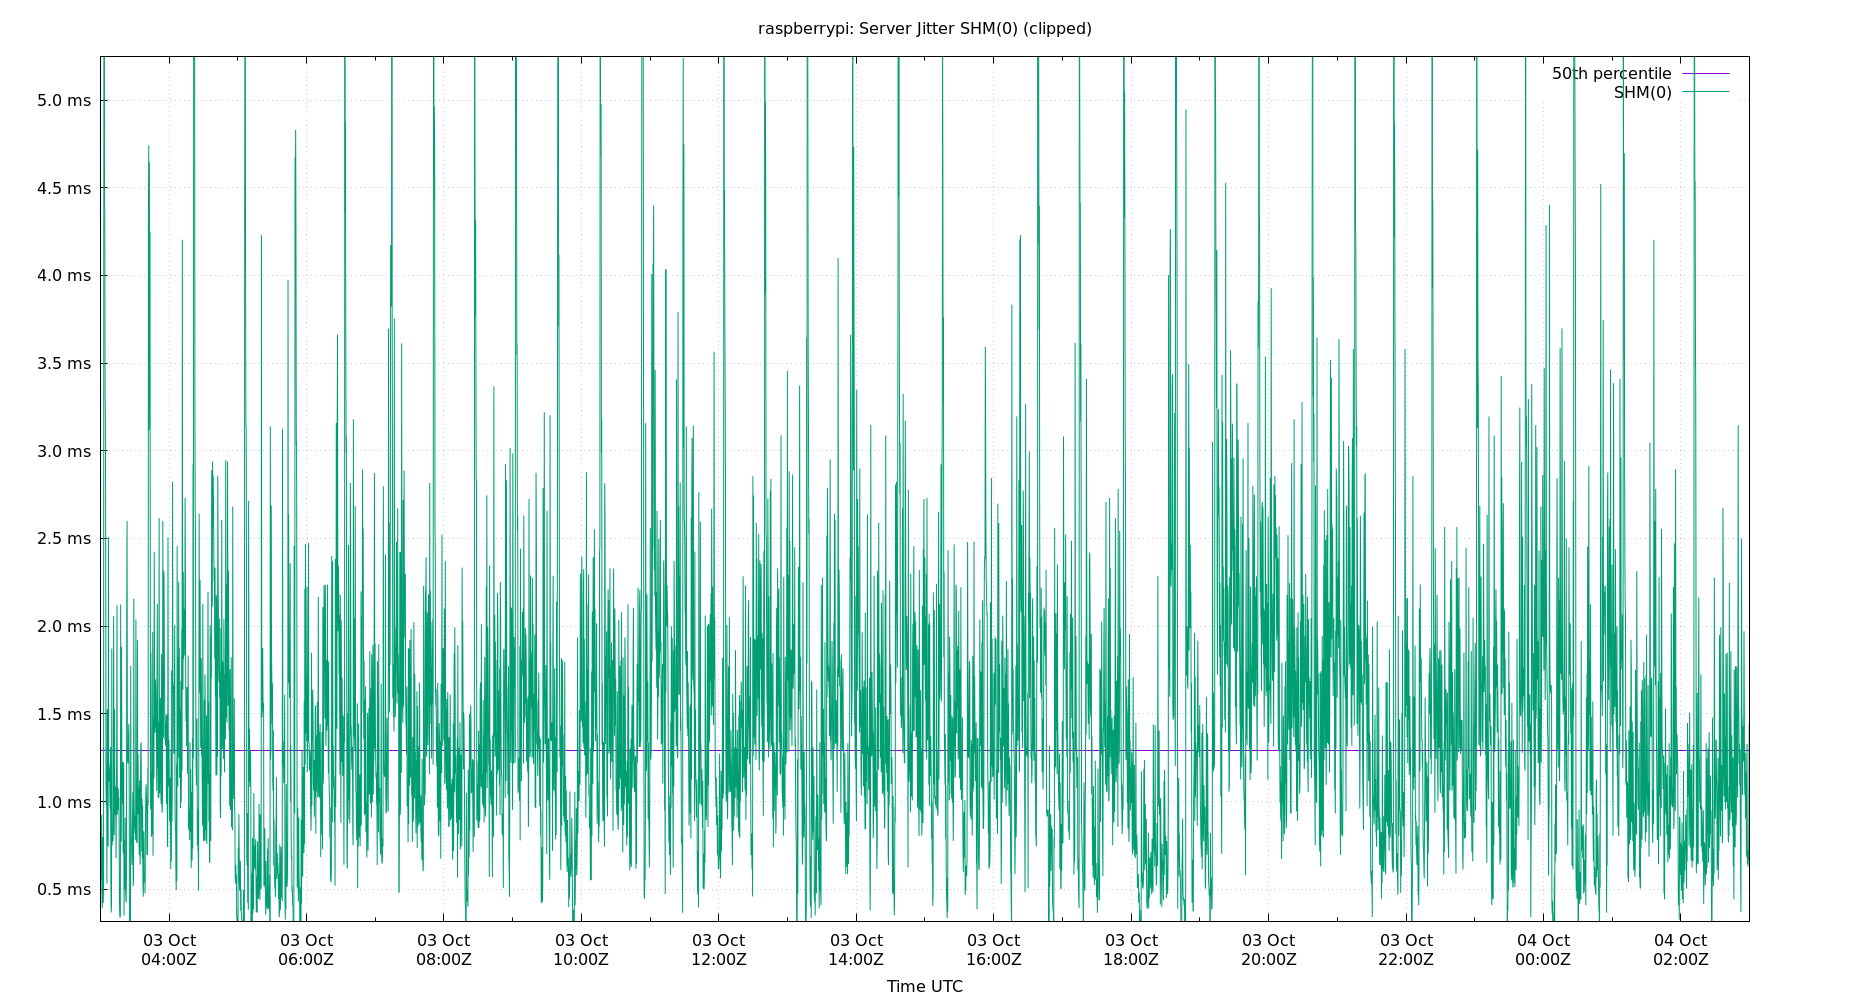 raspberrypi: Server Jitter SHM(0) (clipped)
50th percentile
SHM(0)
5.0 ms
4.5 ms
4.0 ms
3.5 ms
3.0 ms
2.5 ms
2.0 ms
1.5 ms
1.0 ms
0.5 ms
03 Oct 03 Oct 03 Oct 03 Oct 03 Oct 03 Oct 03 Oct 03 Oct 03 Oct 03 Oct 04 Oct 04 Oct
04:00Z 06:00Z 08:00Z 10:00Z 12:00Z 14:00Z 16:00Z 18:00Z 20:00Z 22:00Z 00:00Z 02:00Z
Time UTC